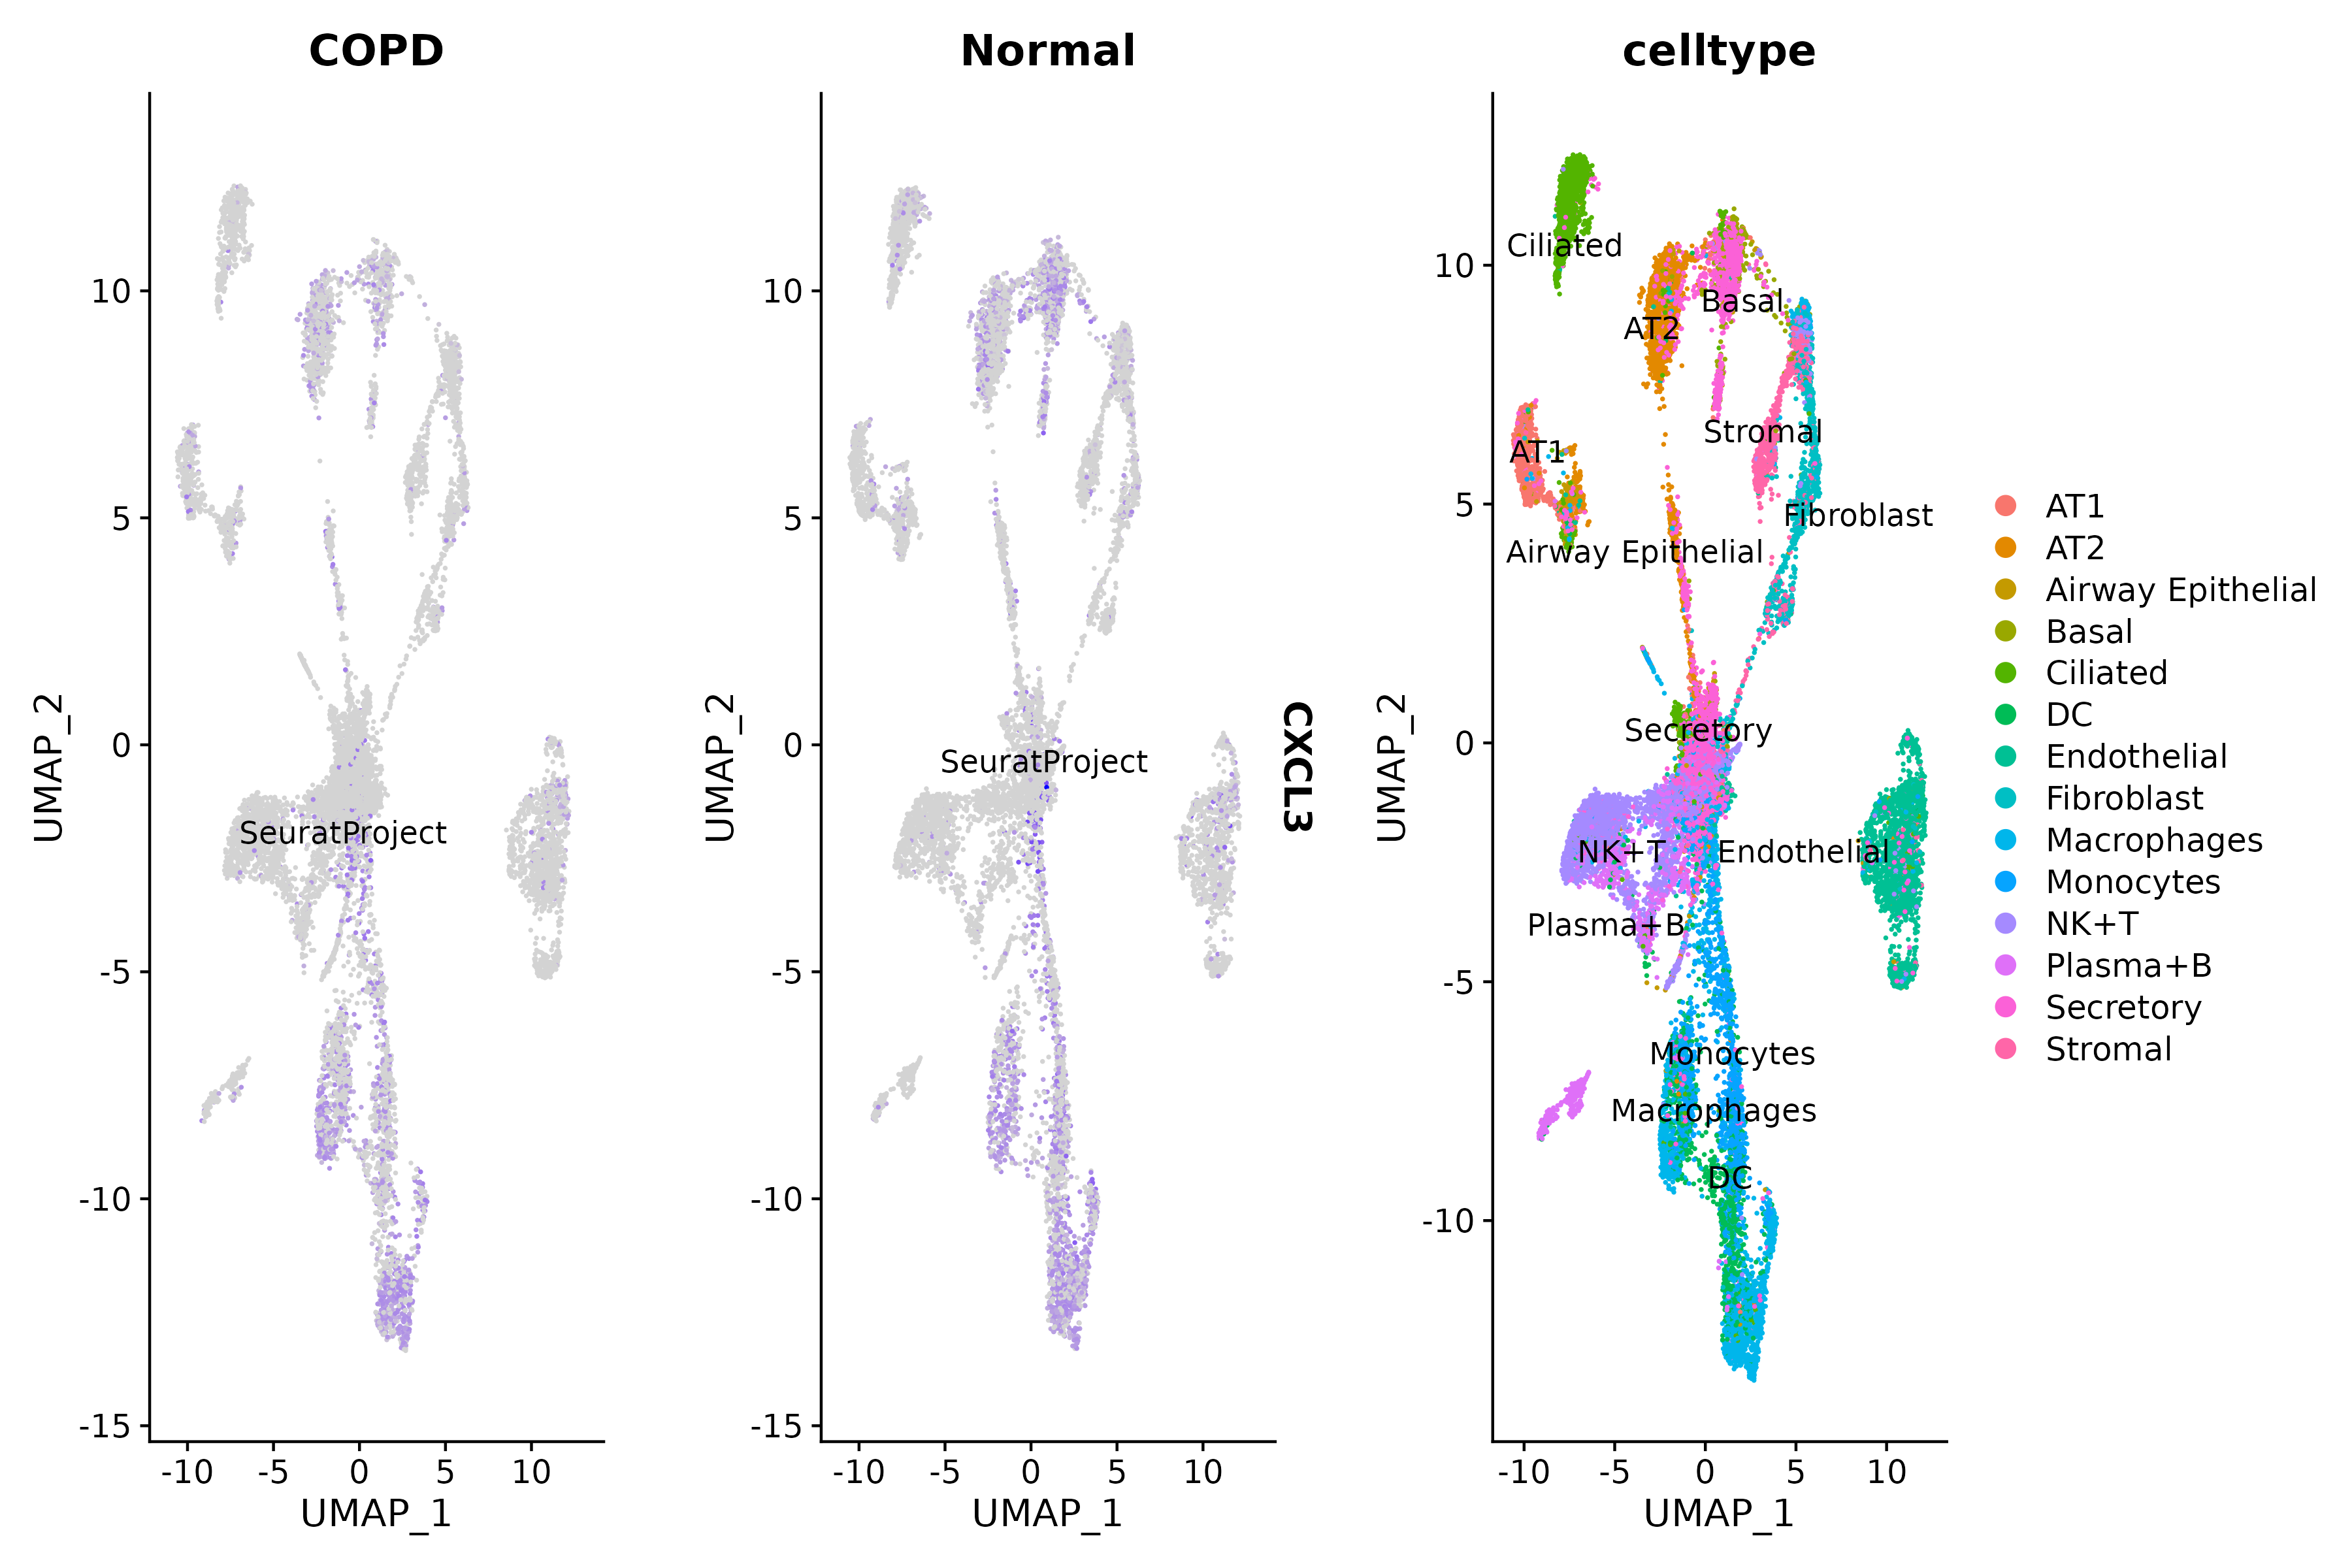 COPD
Normal
celltype
10
5
0
-5
-10
-15
-10
-5
0
5
10
UMAP_1
UMAP_2
SeuratProject
10
5
0
-5
-10
-15
-10
-5
0
5
10
UMAP_1
UMAP_2
SeuratProject
CXCL3
10
5
0
-5
-10
-10
-5
0
5
10
UMAP_1
UMAP_2
Ciliated
Basal
AT2
Stromal
AT1
Fibroblast
Airway Epithelial
Secretory
NK+T
Endothelial
Plasma+B
Monocytes
Macrophages
DC
AT1
AT2
Airway Epithelial
Basal
Ciliated
DC
Endothelial
Fibroblast
Macrophages
Monocytes
NK+T
Plasma+B
Secretory
Stromal